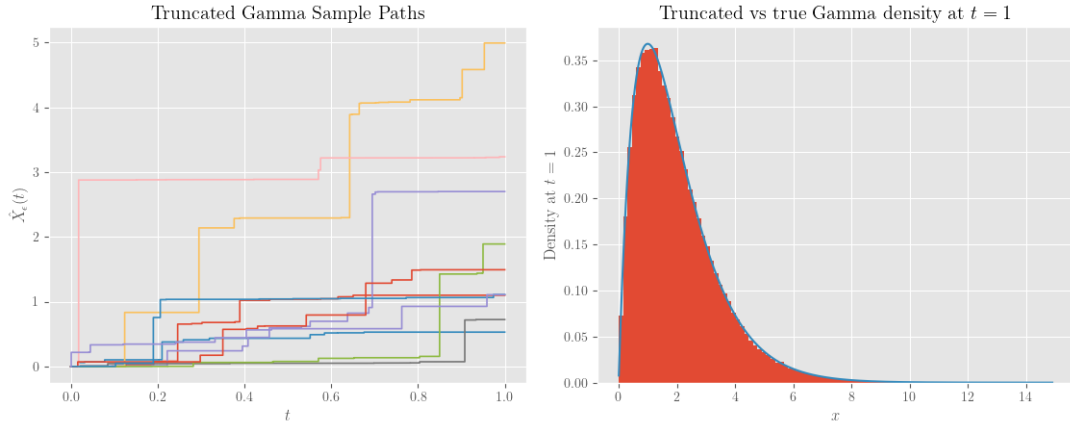 Truncated Gamma Sample Paths
5
4
3
2
1
0
X̂_ϵ(t)
0.0 0.2 0.4 0.6 0.8 1.0
t
Truncated vs true Gamma density at t = 1
0.35
0.30
0.25
0.20
0.15
0.10
0.05
0.00
Density at t = 1
0 2 4 6 8 10 12 14
x